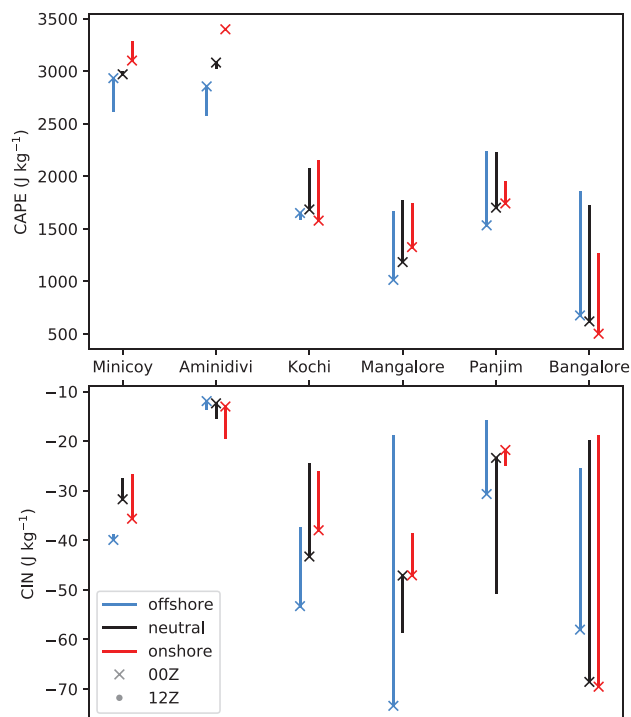 3500
3000
2500
2000
1500
1000
500
CAPE (J kg⁻¹)
Minicoy Aminidivi Kochi Mangalore Panjim Bangalore
−10
−20
−30
−40
−50
−60
−70
CIN (J kg⁻¹)
offshore
neutral
onshore
00Z
12Z